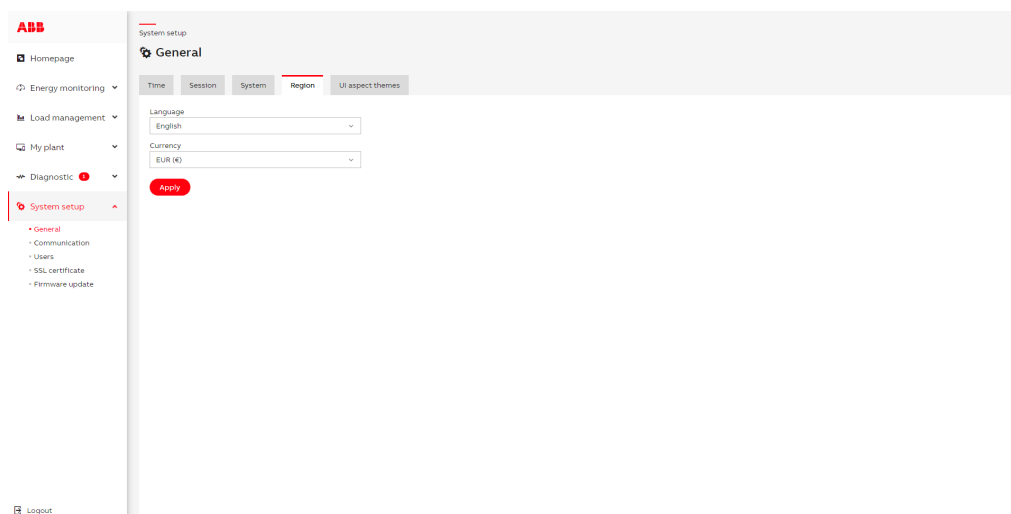 ABB
Homepage
Energy monitoring
Load management
My plant
Diagnostic 1
System setup
General
Communication
Users
SSL certificate
Firmware update
Logout
System setup
General
Time Session System Region UI aspect themes
Language
English
Currency
EUR (€)
Apply